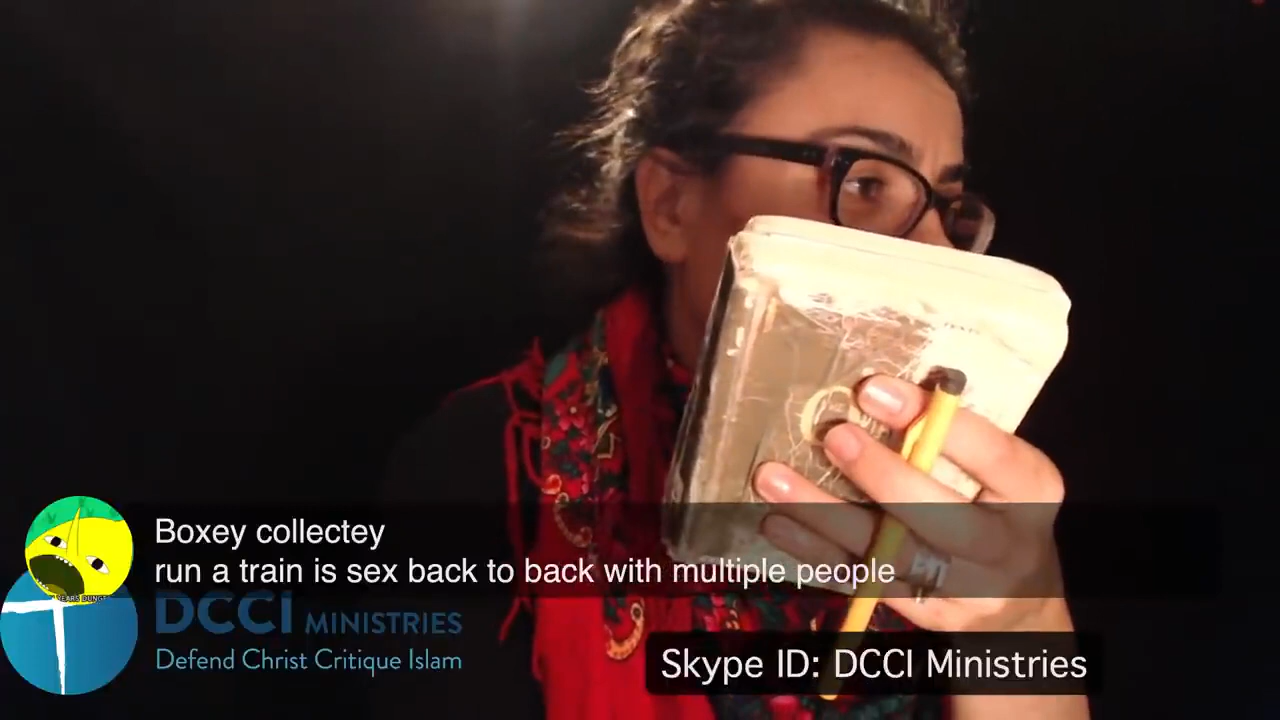 Boxey collectey
run a train is sex back to back with multiple people
DCCI MINISTRIES
Defend Christ Critique Islam
Skype ID: DCCI Ministries